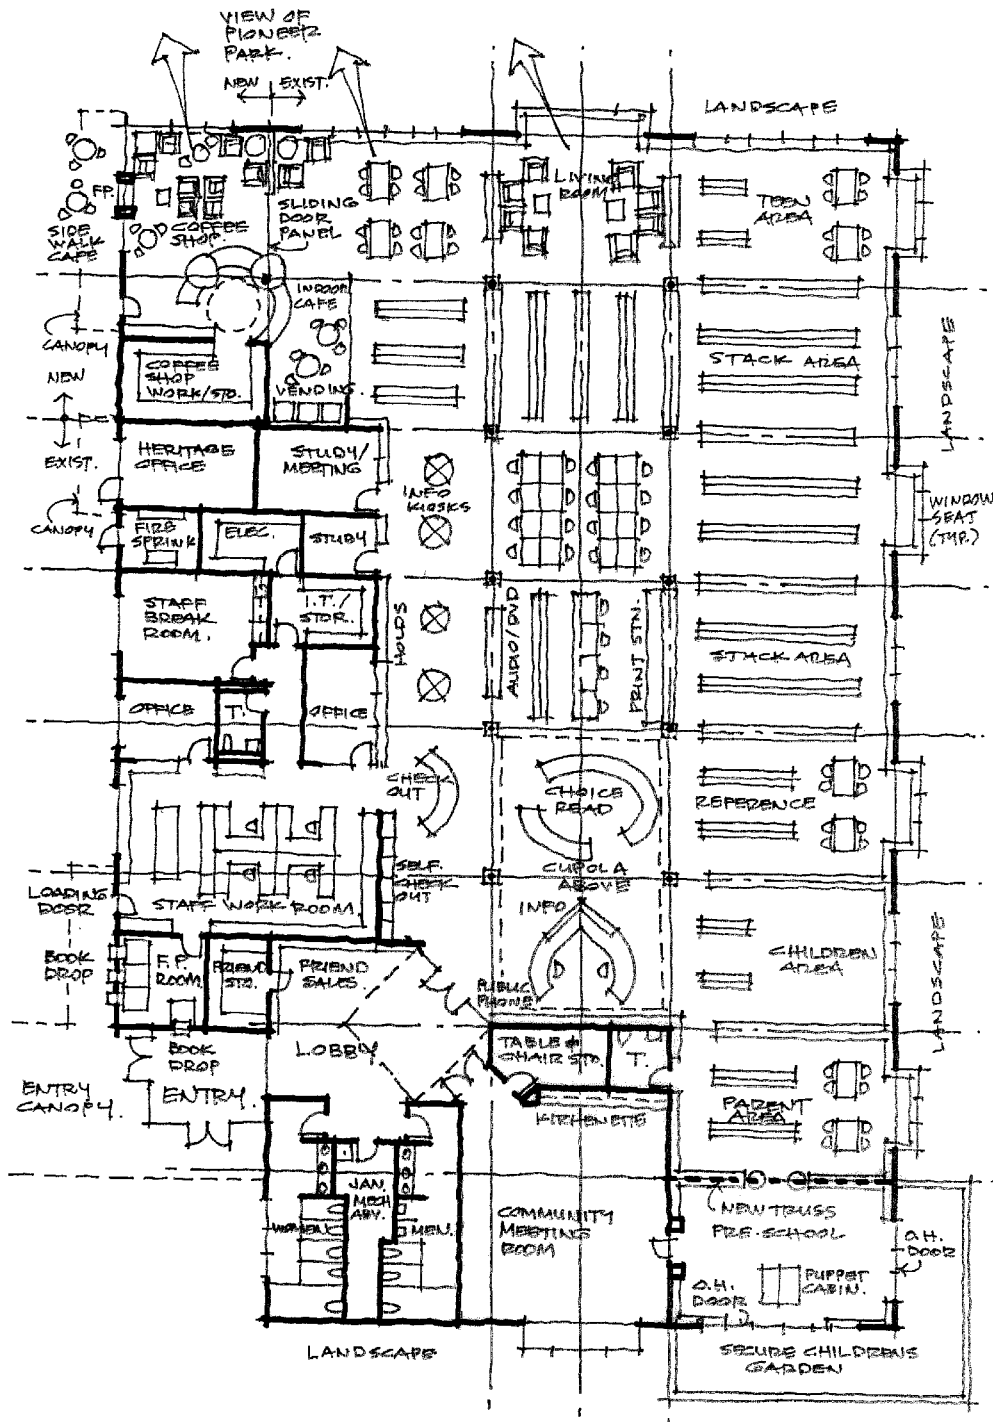 VIEW OF
PIONEER
PARK.
NEW EXIST.
LANDSCAPE
F.P.
SIDE
WALK
CAFE
COFFEE
SHOP
SLIDING
DOOR
PANEL
LIVING
ROOM
TEEN
AREA
INDOOR
CAFE
CANOPY
COFFEE
SHOP
WORK/STO.
VENDING
STACK AREA
LANDSCAPE
NEW
EXIST.
HERITAGE
OFFICE
STUDY/
MEETING
INFO
KIOSKS
CANOPY
FIRE
SPRINK
ELEC.
STUDY
WINDOW
SEAT
(TYP.)
STAFF
BREAK
ROOM.
I.T./
STOR.
HOLDS
AUDIO/DVD
PRINT STN.
STACK AREA
OFFICE
T.
OFFICE
CHECK
OUT
CHOICE
READ
REFERENCE
CUPOLA
ABOVE
LOADING
DOOR
STAFF WORK ROOM
SELF
CHECK
OUT
INFO
BOOK
DROP
F.P.
ROOM
FRIEND
STO.
FRIEND
SALES.
PUBLIC
PHONE
CHILDREN
AREA
LANDSCAPE
BOOK
DROP
LOBBY
TABLE &
CHAIR STO.
T.
ENTRY
CANOPY.
ENTRY.
KITCHENETTE
PARENT
AREA
JAN.
MECH
ABV.
WOMEN
MEN.
COMMUNITY
MEETING
ROOM
NEW TRUSS
PRE-SCHOOL
O.H.
DOOR
O.H.
DOOR
PUPPET
CABIN.
LANDSCAPE
SECURE CHILDRENS
GARDEN